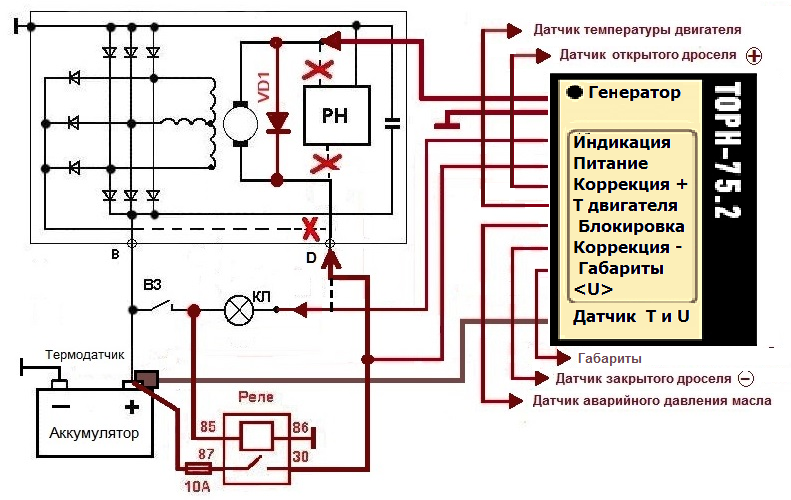 Датчик температуры двигателя
Датчик открытого дроселя +
VD1
РН
Генератор
Индикация
Питание
Коррекция +
Т двигателя
Блокировка
Коррекция -
Габариты
<U>
Датчик Т и U
ТОРН-75.2
В
D
ВЗ
КЛ
Термодатчик
− +
Аккумулятор
Реле
85
86
87
30
10А
Габариты
Датчик закрытого дроселя −
Датчик аварийного давления масла